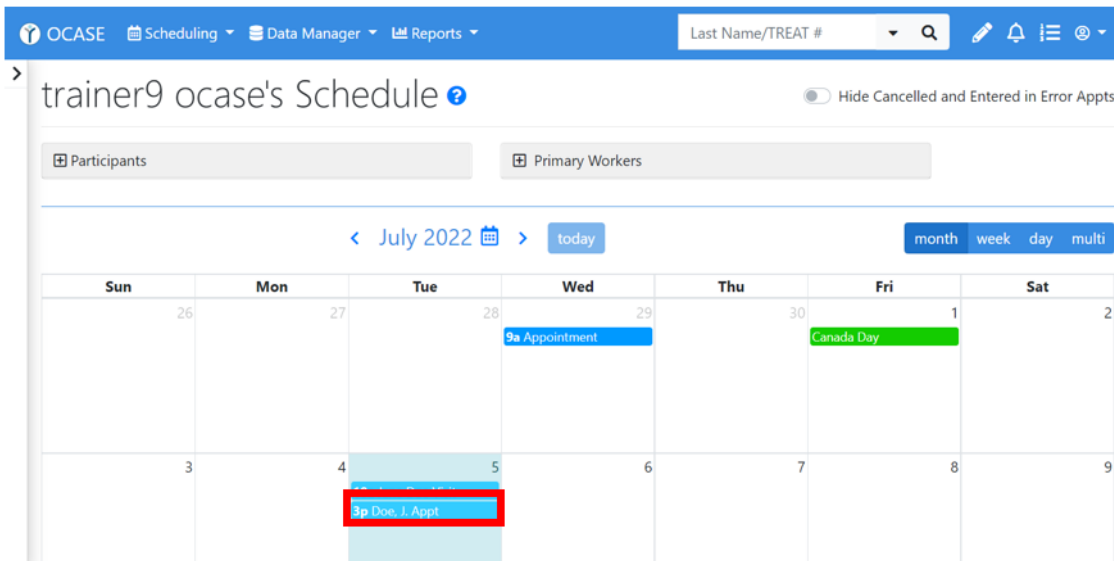 OCASE Scheduling Data Manager Reports Last Name/TREAT #
trainer9 ocase's Schedule ? Hide Cancelled and Entered in Error Appts
Participants Primary Workers
July 2022 today month week day multi
Sun Mon Tue Wed Thu Fri Sat
26 27 28 29 30 1 2
9a Appointment Canada Day
3 4 5 6 7 8 9
3p Doe, J. Appt